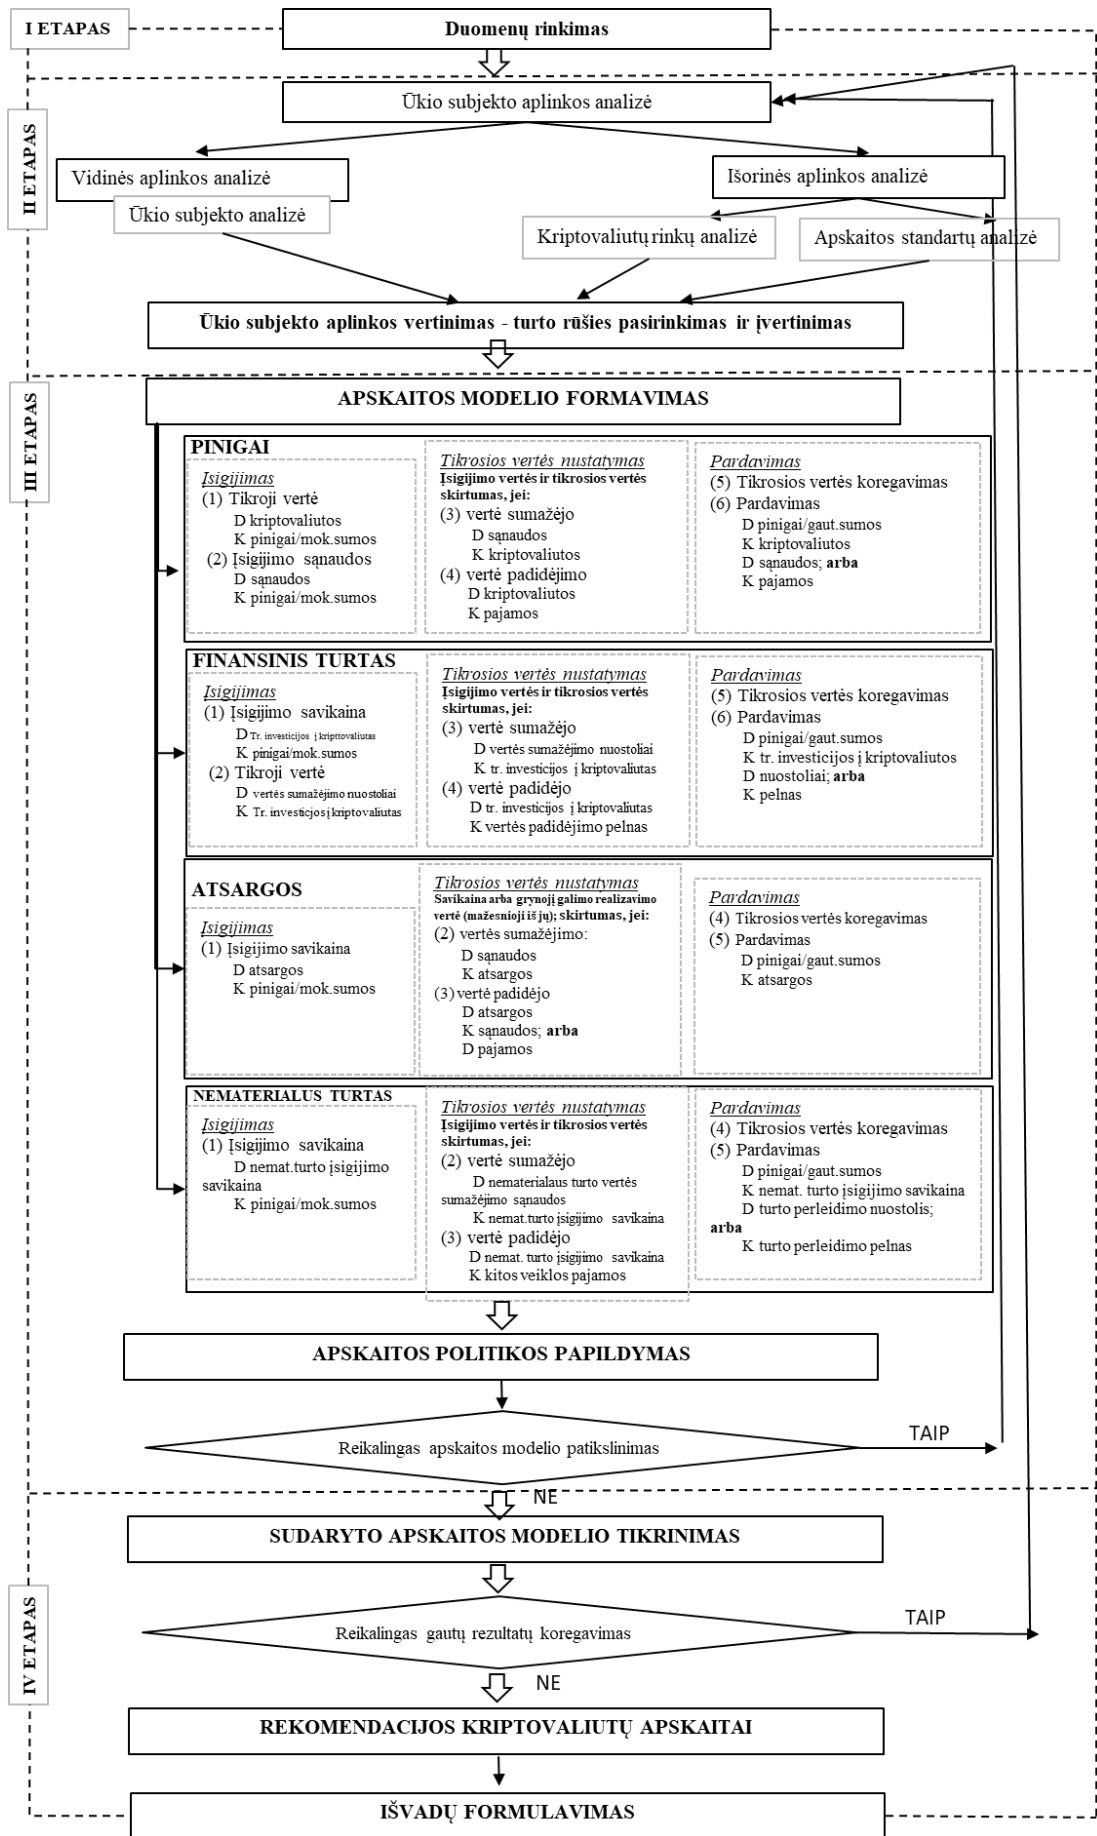 I ETAPAS
Duomenų rinkimas
II ETAPAS
Ūkio subjekto aplinkos analizė
Vidinės aplinkos analizė
Ūkio subjekto analizė
Išorinės aplinkos analizė
Kriptovaliutų rinkų analizė
Apskaitos standartų analizė
Ūkio subjekto aplinkos vertinimas - turto rūšies pasirinkimas ir įvertinimas
III ETAPAS
APSKAITOS MODELIO FORMAVIMAS
PINIGAI
Įsigijimas
(1) Tikroji vertė
D kriptovaliutos
K pinigai/mok.sumos
(2) Įsigijimo sąnaudos
D sąnaudos
K pinigai/mok.sumos
Tikrosios vertės nustatymas
Įsigijimo vertės ir tikrosios vertės
skirtumas, jei:
(3) vertė sumažėjo
D sąnaudos
K kriptovaliutos
(4) vertė padidėjimo
D kriptovaliutos
K pajamos
Pardavimas
(5) Tikrosios vertės koregavimas
(6) Pardavimas
D pinigai/gaut.sumos
K kriptovaliutos
D sąnaudos; arba
K pajamos
FINANSINIS TURTAS
Įsigijimas
(1) Įsigijimo savikaina
D Tr. investicijos į kripttovaliutas
K pinigai/mok.sumos
(2) Tikroji vertė
D vertės sumažėjimo nuostoliai
K Tr. investicjos į kriptovaliutas
Tikrosios vertės nustatymas
Įsigijimo vertės ir tikrosios vertės
skirtumas, jei:
(3) vertė sumažėjo
D vertės sumažėjimo nuostoliai
K tr. investicijos į kriptovaliutas
(4) vertė padidėjo
D tr. investicijos į kriptovaliutas
K vertės padidėjimo pelnas
Pardavimas
(5) Tikrosios vertės koregavimas
(6) Pardavimas
D pinigai/gaut.sumos
K tr. investicijos į kriptovaliutos
D nuostoliai; arba
K pelnas
ATSARGOS
Įsigijimas
(1) Įsigijimo savikaina
D atsargos
K pinigai/mok.sumos
Tikrosios vertės nustatymas
Savikaina arba grynojį galimo realizavimo
vertė (mažesnioji iš jų); skirtumas, jei:
(2) vertės sumažėjimo:
D sąnaudos
K atsargos
(3) vertė padidėjo
D atsargos
K sąnaudos; arba
D pajamos
Pardavimas
(4) Tikrosios vertės koregavimas
(5) Pardavimas
D pinigai/gaut.sumos
K atsargos
NEMATERIALUS TURTAS
Įsigijimas
(1) Įsigijimo savikaina
D nemat.turto įsigijimo
savikaina
K pinigai/mok.sumos
Tikrosios vertės nustatymas
Įsigijimo vertės ir tikrosios vertės
skirtumas, jei:
(2) vertė sumažėjo
D nematerialaus turto vertės
sumažėjimo sąnaudos
K nemat.turto įsigijimo savikaina
(3) vertė padidėjo
D nemat. turto įsigijimo savikaina
K kitos veiklos pajamos
Pardavimas
(4) Tikrosios vertės koregavimas
(5) Pardavimas
D pinigai/gaut.sumos
K nemat. turto įsigijimo savikaina
D turto perleidimo nuostolis;
arba
K turto perleidimo pelnas
APSKAITOS POLITIKOS PAPILDYMAS
Reikalingas apskaitos modelio patikslinimas
TAIP
NE
SUDARYTO APSKAITOS MODELIO TIKRINIMAS
IV ETAPAS
Reikalingas gautų rezultatų koregavimas
TAIP
NE
REKOMENDACIJOS KRIPTOVALIUTŲ APSKAITAI
IŠVADŲ FORMULAVIMAS